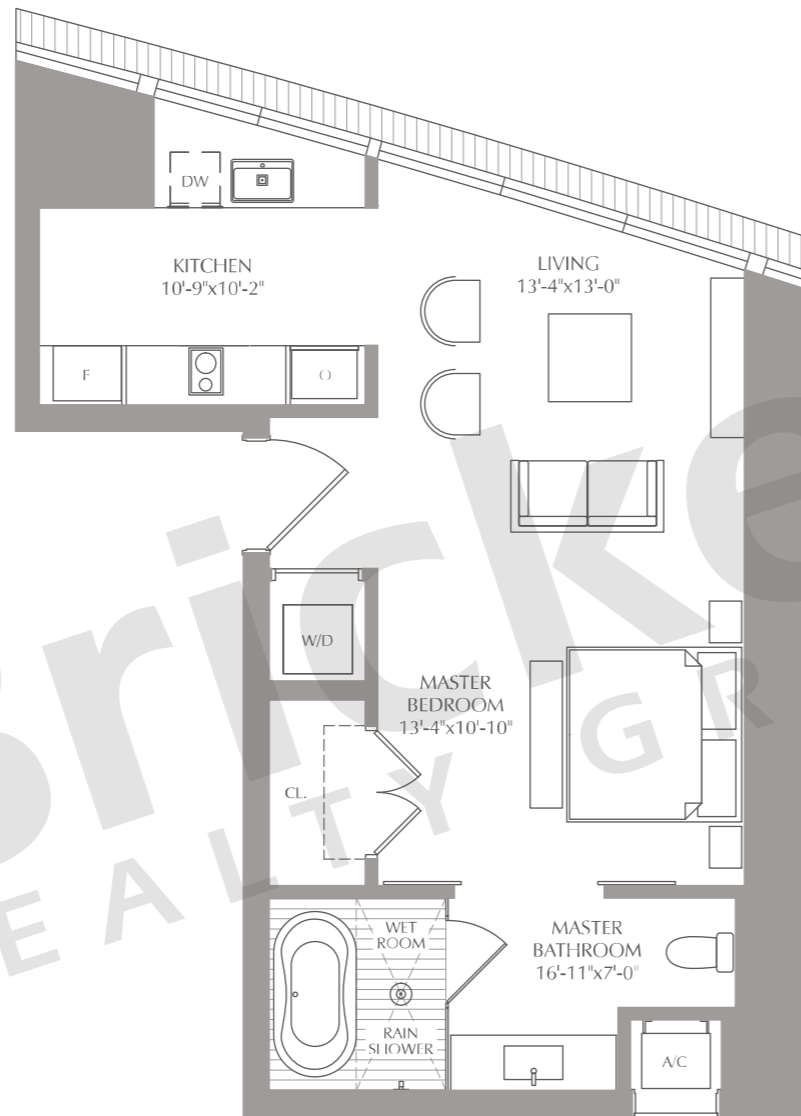 DW
KITCHEN
10'-9"x10'-2"
LIVING
13'-4"x13'-0"
F
O
W/D
MASTER
BEDROOM
13'-4"x10'-10"
CL.
WET
ROOM
RAIN
SHOWER
MASTER
BATHROOM
16'-11"x7'-0"
A/C
Bricke
EALTY GR